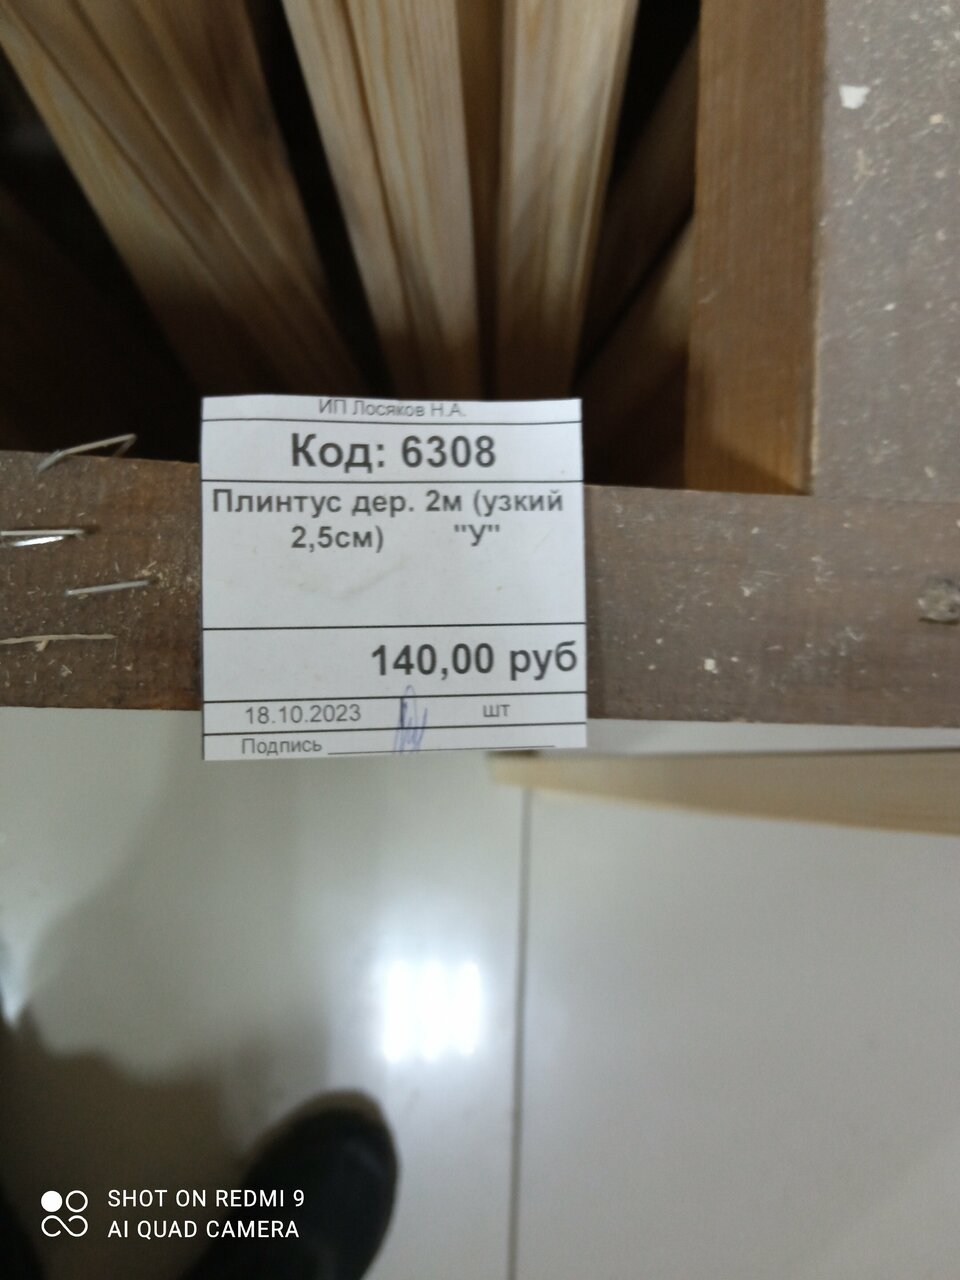 ИП Лосяков Н.А.
Код: 6308
Плинтус дер. 2м (узкий
2,5см) "У"
140,00 руб
18.10.2023 шт
Подпись
SHOT ON REDMI 9
AI QUAD CAMERA